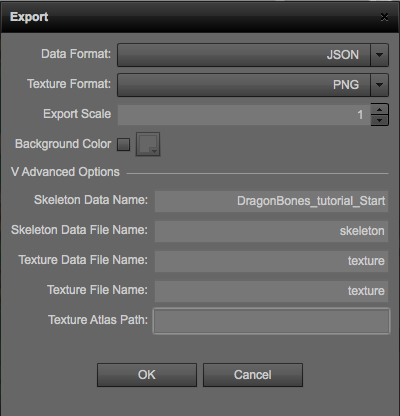 Export
Data Format: JSON
Texture Format: PNG
Export Scale 1
Background Color
V Advanced Options
Skeleton Data Name: DragonBones_tutorial_Start
Skeleton Data File Name: skeleton
Texture Data File Name: texture
Texture File Name: texture
Texture Atlas Path:
OK Cancel